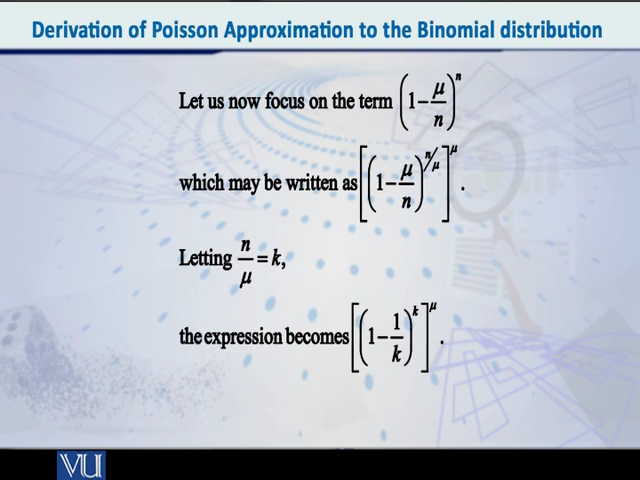 Derivation of Poisson Approximation to the Binomial distribution
Let us now focus on the term (1 − μ/n)^n
which may be written as [(1 − μ/n)^{n/μ}]^μ .
Letting n/μ = k,
the expression becomes [(1 − 1/k)^k]^μ .
VU